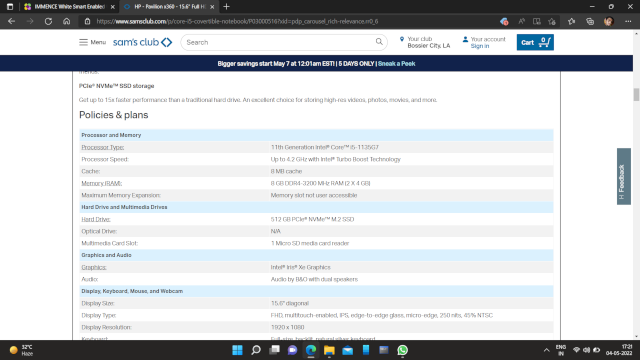 IMMENCE White Smart Enabled
HP - Pavilion x360 - 15.6" Full H
https://www.samsclub.com/p/core-i5-covertible-notebook/P03000516?xid=pdp_carousel_rich-relevance.rr0_6
Menu sam's club Search Your club Bossier City, LA Your account Sign in Cart 0
Bigger savings start May 7 at 12:01am EST! | 5 DAYS ONLY | Sneak a Peek
menus.
PCIe® NVMe™ SSD storage
Get up to 15x faster performance than a traditional hard drive. An excellent choice for storing high-res videos, photos, movies, and more.
Policies & plans
Processor and Memory
Processor Type: 11th Generation Intel® Core™ i5-1135G7
Processor Speed: Up to 4.2 GHz with Intel® Turbo Boost Technology
Cache: 8 MB cache
Memory (RAM): 8 GB DDR4-3200 MHz RAM (2 X 4 GB)
Maximum Memory Expansion: Memory slot not user accessible
Hard Drive and Multimedia Drives
Hard Drive: 512 GB PCIe® NVMe™ M.2 SSD
Optical Drive: N/A
Multimedia Card Slot: 1 Micro SD media card reader
Graphics and Audio
Graphics: Intel® Iris® Xe Graphics
Audio: Audio by B&O with dual speakers
Display, Keyboard, Mouse, and Webcam
Display Size: 15.6" diagonal
Display Type: FHD, multitouch-enabled, IPS, edge-to-edge glass, micro-edge, 250 nits, 45% NTSC
Display Resolution: 1920 x 1080
Feedback
32°C
Haze
ENG
IN
17:21
04-05-2022